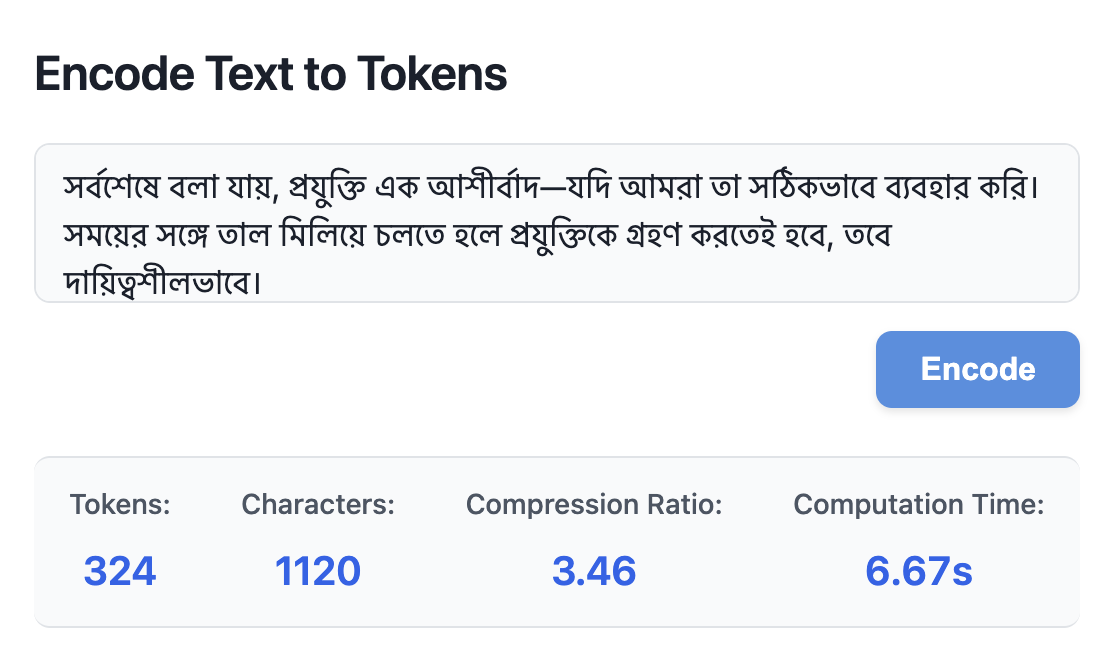 Encode Text to Tokens
সর্বশেষে বলা যায়, প্রযুক্তি এক আশীর্বাদ—যদি আমরা তা সঠিকভাবে ব্যবহার করি।
সময়ের সঙ্গে তাল মিলিয়ে চলতে হলে প্রযুক্তিকে গ্রহণ করতেই হবে, তবে
দায়িত্বশীলভাবে।
Encode
Tokens: Characters: Compression Ratio: Computation Time:
324 1120 3.46 6.67s